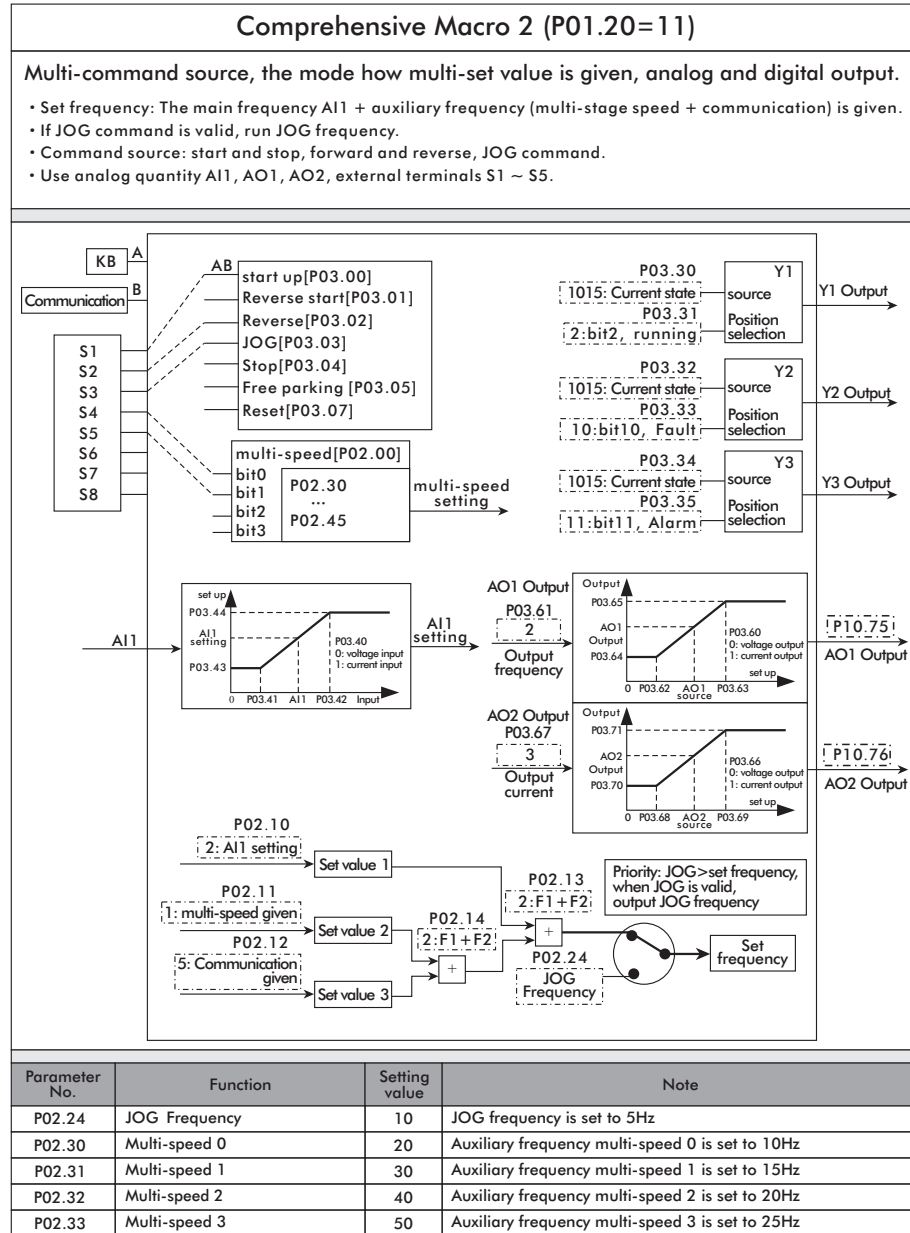 Comprehensive Macro 2 (P01.20=11)
Multi-command source, the mode how multi-set value is given, analog and digital output.
• Set frequency: The main frequency AI1 + auxiliary frequency (multi-stage speed + communication) is given.
• If JOG command is valid, run JOG frequency.
• Command source: start and stop, forward and reverse, JOG command.
• Use analog quantity AI1, AO1, AO2, external terminals S1 ~ S5.
KB
A
Communication
B
S1
S2
S3
S4
S5
S6
S7
S8
AB
start up[P03.00]
Reverse start[P03.01]
Reverse[P03.02]
JOG[P03.03]
Stop[P03.04]
Free parking [P03.05]
Reset[P03.07]
multi-speed[P02.00]
bit0
bit1
bit2
bit3
P02.30
...
P02.45
multi-speed
setting
P03.30
1015: Current state
P03.31
2:bit2, running
Y1
source
Position
selection
Y1 Output
P03.32
1015: Current state
P03.33
10:bit10, Fault
Y2
source
Position
selection
Y2 Output
P03.34
1015: Current state
P03.35
11:bit11, Alarm
Y3
source
Position
selection
Y3 Output
AI1
set up
P03.44
AI1
setting
P03.43
P03.40
0: voltage input
1: current input
0 P03.41 AI1 P03.42 Input
AI1
setting
AO1 Output
P03.61
2
Output
frequency
Output
P03.65
AO1
Output
P03.64
P03.60
0: voltage output
1: current output
set up
0 P03.62 AO1 P03.63
source
P10.75
AO1 Output
AO2 Output
P03.67
3
Output
current
Output
P03.71
AO2
Output
P03.70
P03.66
0: voltage output
1: current output
set up
0 P03.68 AO2 P03.69
source
P10.76
AO2 Output
P02.10
2: AI1 setting
Set value 1
P02.11
1: multi-speed given
Set value 2
P02.12
5: Communication
given
Set value 3
P02.14
2:F1+F2
+
P02.13
2:F1+F2
+
P02.24
JOG
Frequency
Priority: JOG>set frequency,
when JOG is valid,
output JOG frequency
Set
frequency
Parameter No. Function Setting value Note
P02.24 JOG Frequency 10 JOG frequency is set to 5Hz
P02.30 Multi-speed 0 20 Auxiliary frequency multi-speed 0 is set to 10Hz
P02.31 Multi-speed 1 30 Auxiliary frequency multi-speed 1 is set to 15Hz
P02.32 Multi-speed 2 40 Auxiliary frequency multi-speed 2 is set to 20Hz
P02.33 Multi-speed 3 50 Auxiliary frequency multi-speed 3 is set to 25Hz